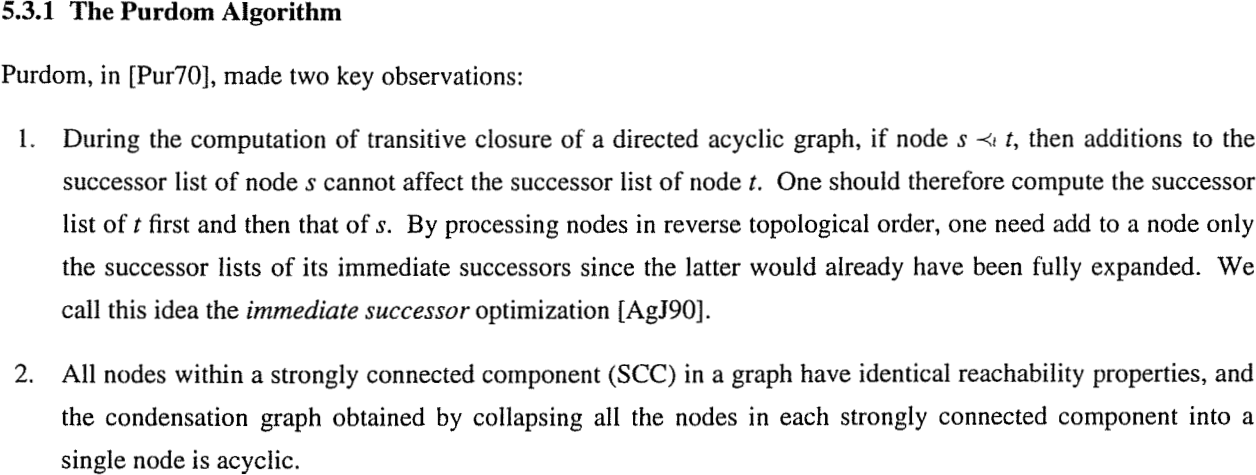 5.3.1 The Purdom Algorithm
Purdom, in [Pur70], made two key observations:
1. During the computation of transitive closure of a directed acyclic graph, if node s ≺t t, then additions to the
successor list of node s cannot affect the successor list of node t. One should therefore compute the successor
list of t first and then that of s. By processing nodes in reverse topological order, one need add to a node only
the successor lists of its immediate successors since the latter would already have been fully expanded. We
call this idea the immediate successor optimization [AgJ90].
2. All nodes within a strongly connected component (SCC) in a graph have identical reachability properties, and
the condensation graph obtained by collapsing all the nodes in each strongly connected component into a
single node is acyclic.